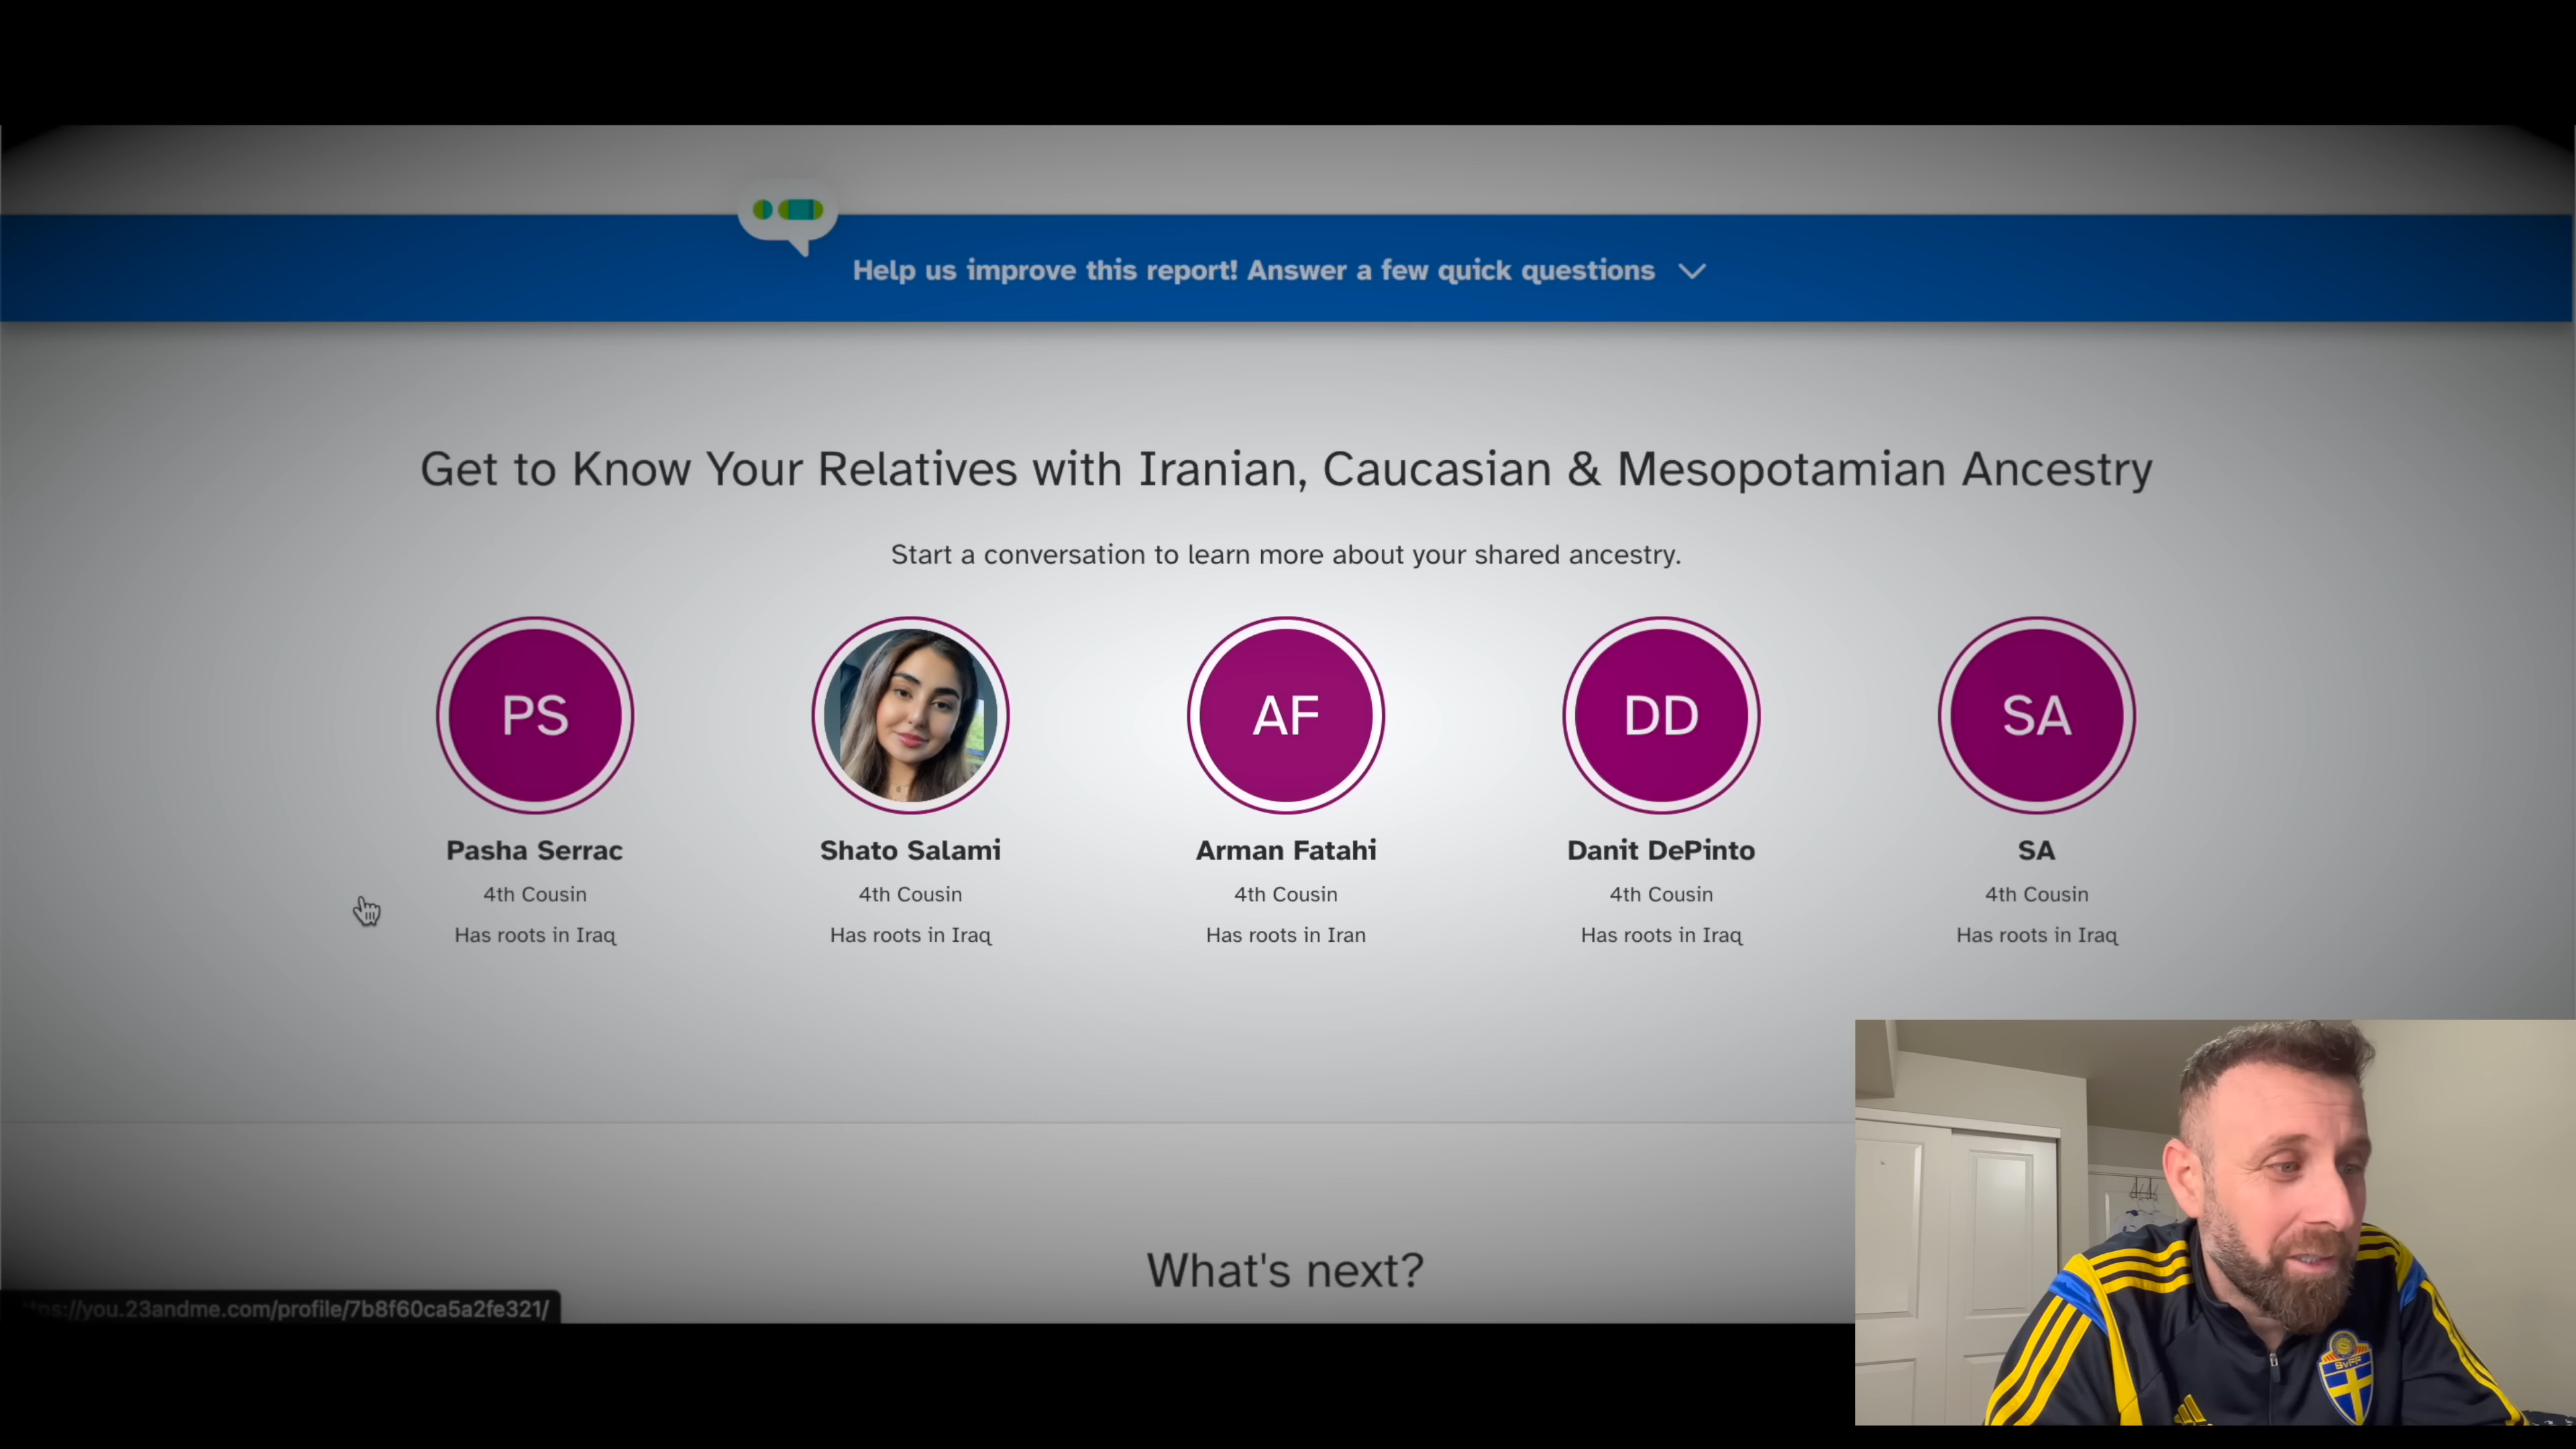 Help us improve this report! Answer a few quick questions
Get to Know Your Relatives with Iranian, Caucasian & Mesopotamian Ancestry
Start a conversation to learn more about your shared ancestry.
PS
AF
DD
SA
Pasha Serrac
Shato Salami
Arman Fatahi
Danit DePinto
SA
4th Cousin
4th Cousin
4th Cousin
4th Cousin
4th Cousin
Has roots in Iraq
Has roots in Iraq
Has roots in Iran
Has roots in Iraq
Has roots in Iraq
What's next?
ttps://you.23andme.com/profile/7b8f60ca5a2fe321/
SvFF